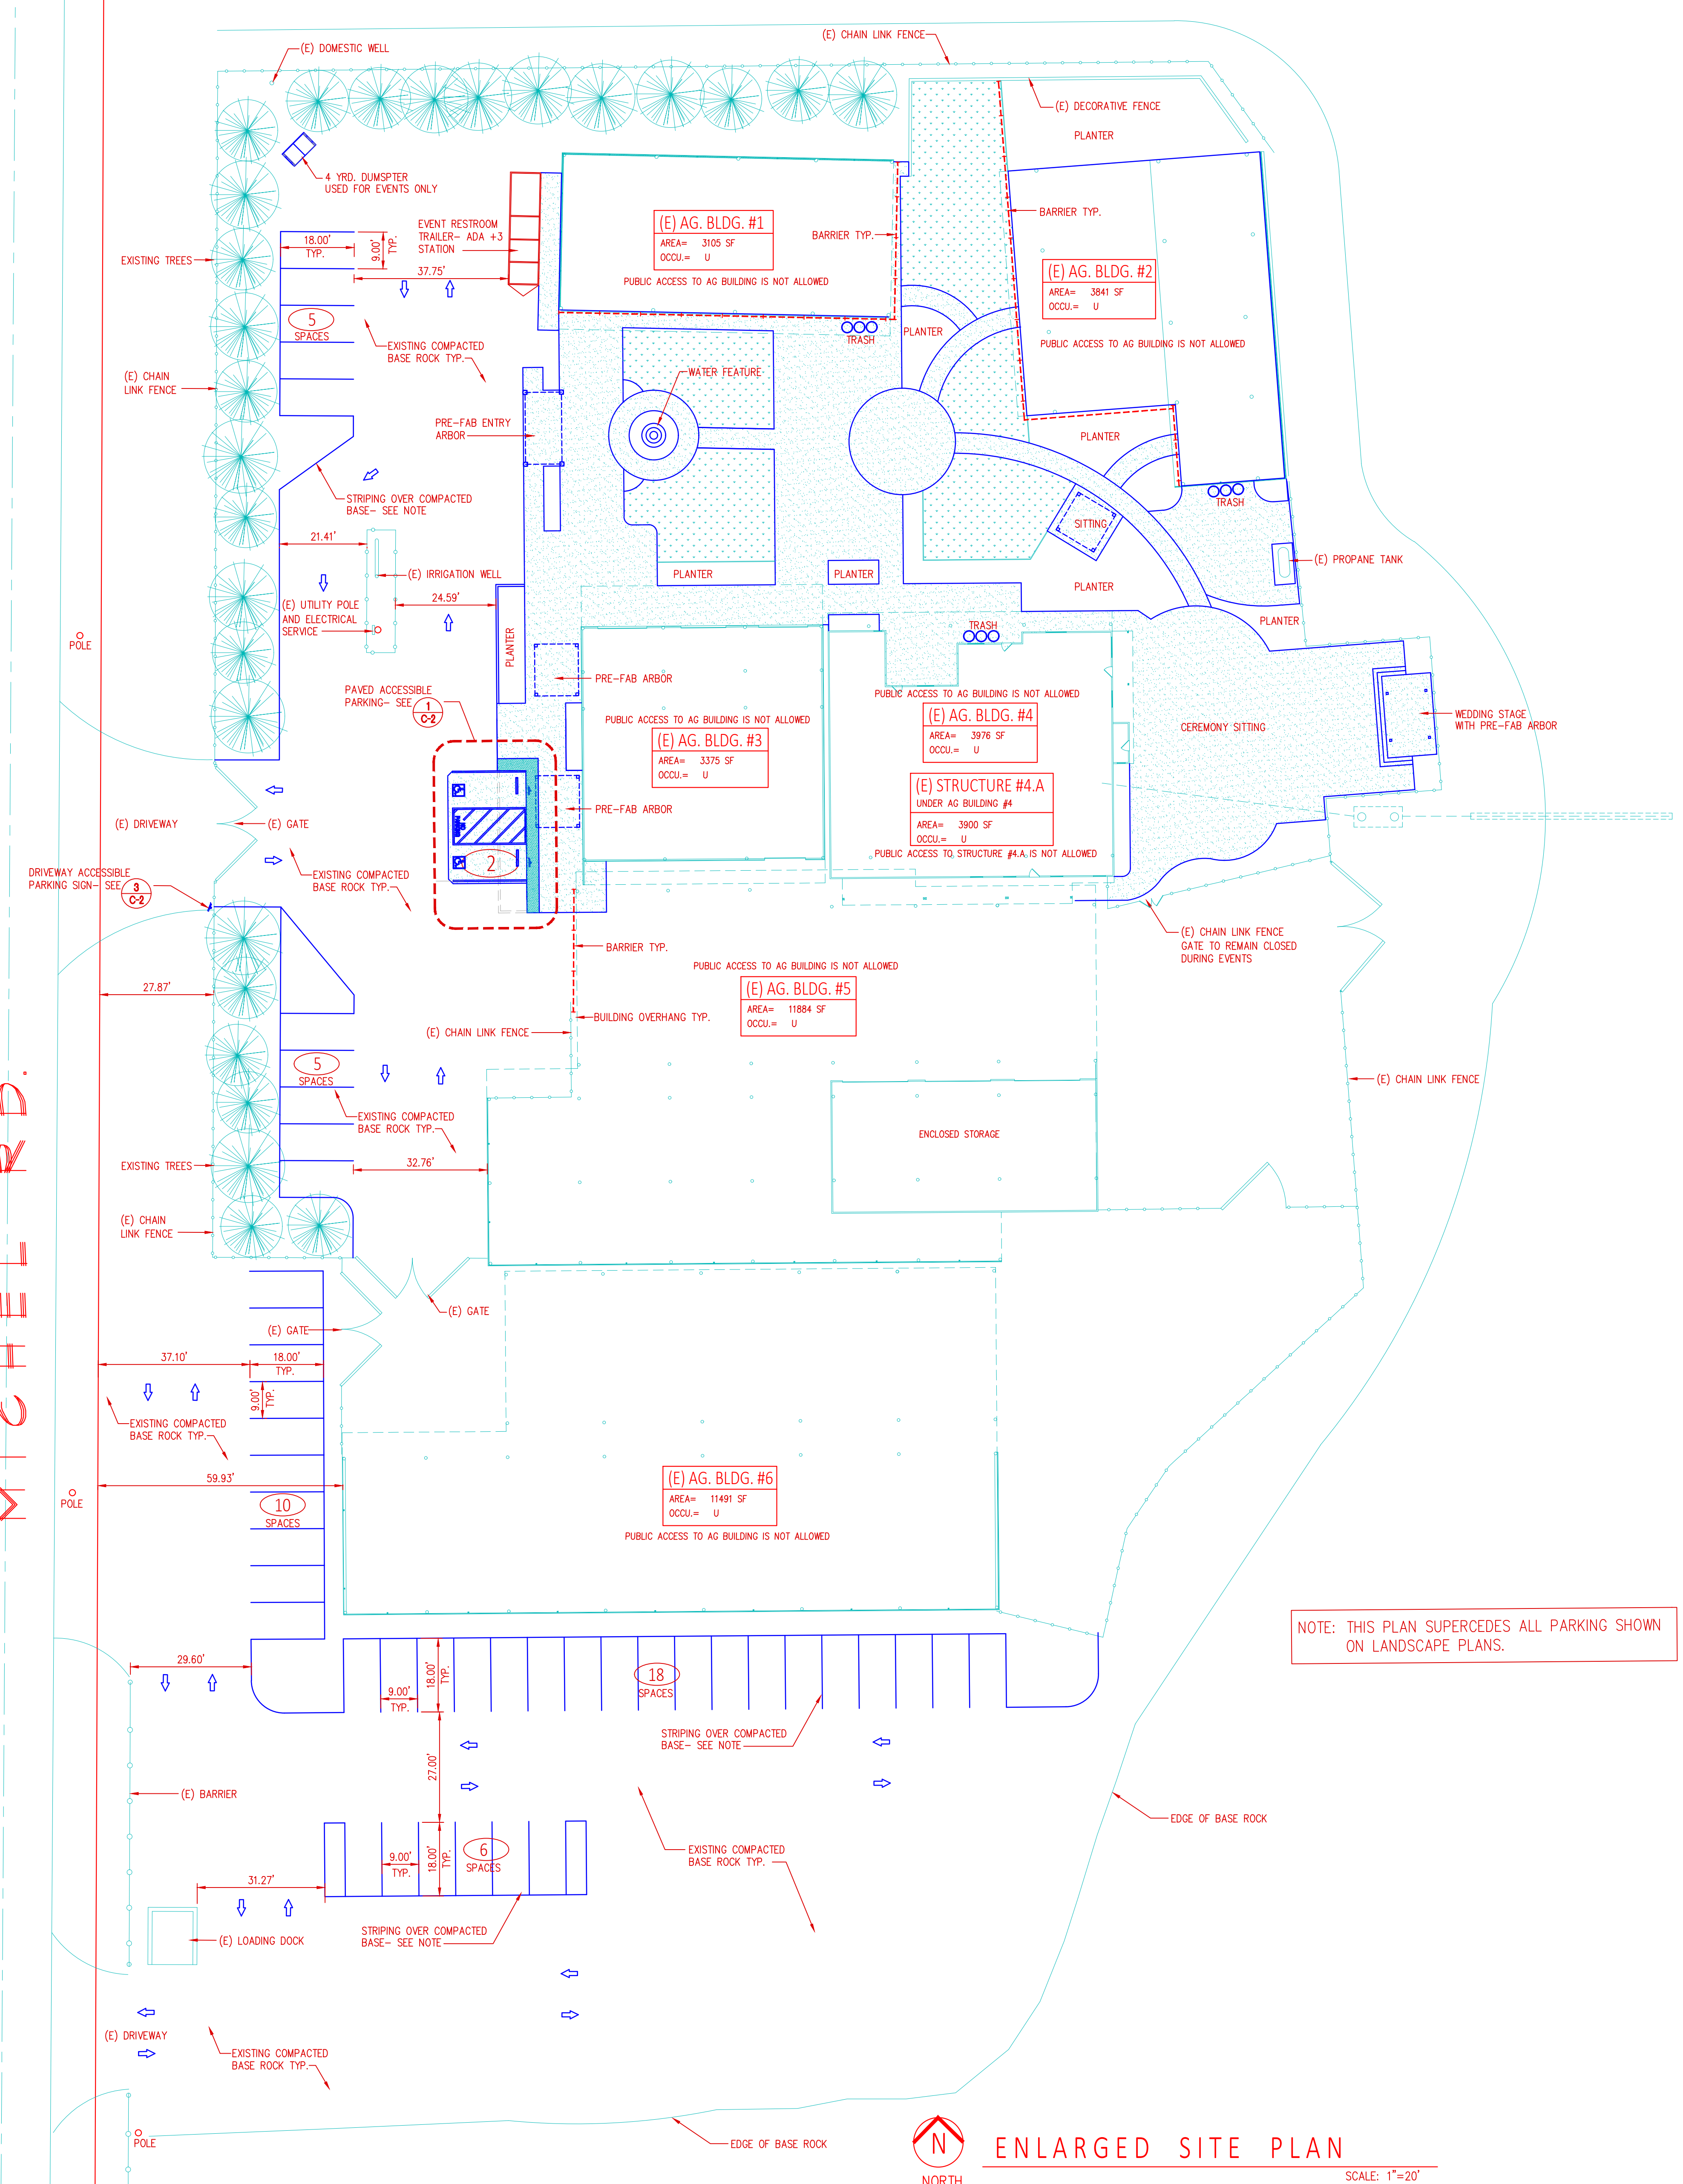 (E) DOMESTIC WELL
(E) CHAIN LINK FENCE
(E) DECORATIVE FENCE
PLANTER
4 YRD. DUMSPTER
USED FOR EVENTS ONLY
EVENT RESTROOM
TRAILER- ADA +3
STATION
(E) AG. BLDG. #1
AREA= 3105 SF
OCCU.= U
PUBLIC ACCESS TO AG BUILDING IS NOT ALLOWED
BARRIER TYP.
BARRIER TYP.
(E) AG. BLDG. #2
AREA= 3841 SF
OCCU.= U
PUBLIC ACCESS TO AG BUILDING IS NOT ALLOWED
EXISTING TREES
18.00'
TYP.
9.00'
TYP.
37.75'
5
SPACES
EXISTING COMPACTED
BASE ROCK TYP.
TRASH
PLANTER
(E) CHAIN
LINK FENCE
WATER FEATURE
PRE-FAB ENTRY
ARBOR
PLANTER
STRIPING OVER COMPACTED
BASE- SEE NOTE
TRASH
SITTING
21.41'
(E) IRRIGATION WELL
PLANTER
PLANTER
PLANTER
(E) PROPANE TANK
24.59'
(E) UTILITY POLE
AND ELECTRICAL
SERVICE
PLANTER
TRASH
PLANTER
POLE
PRE-FAB ARBOR
PAVED ACCESSIBLE
PARKING- SEE
1
C-2
PUBLIC ACCESS TO AG BUILDING IS NOT ALLOWED
(E) AG. BLDG. #3
AREA= 3375 SF
OCCU.= U
PUBLIC ACCESS TO AG BUILDING IS NOT ALLOWED
(E) AG. BLDG. #4
AREA= 3976 SF
OCCU.= U
(E) STRUCTURE #4.A
UNDER AG BUILDING #4
AREA= 3900 SF
OCCU.= U
PUBLIC ACCESS TO STRUCTURE #4.A IS NOT ALLOWED
CEREMONY SITTING
WEDDING STAGE
WITH PRE-FAB ARBOR
PRE-FAB ARBOR
NO
PARKING
2
(E) DRIVEWAY
(E) GATE
DRIVEWAY ACCESSIBLE
PARKING SIGN- SEE
3
C-2
EXISTING COMPACTED
BASE ROCK TYP.
BARRIER TYP.
(E) CHAIN LINK FENCE
GATE TO REMAIN CLOSED
DURING EVENTS
PUBLIC ACCESS TO AG BUILDING IS NOT ALLOWED
(E) AG. BLDG. #5
AREA= 11884 SF
OCCU.= U
27.87'
BUILDING OVERHANG TYP.
(E) CHAIN LINK FENCE
5
SPACES
(E) CHAIN LINK FENCE
EXISTING COMPACTED
BASE ROCK TYP.
ENCLOSED STORAGE
EXISTING TREES
32.76'
(E) CHAIN
LINK FENCE
(E) GATE
(E) GATE
37.10'
18.00'
TYP.
9.00'
TYP.
EXISTING COMPACTED
BASE ROCK TYP.
59.93'
(E) AG. BLDG. #6
AREA= 11491 SF
OCCU.= U
PUBLIC ACCESS TO AG BUILDING IS NOT ALLOWED
POLE
10
SPACES
NOTE: THIS PLAN SUPERCEDES ALL PARKING SHOWN
ON LANDSCAPE PLANS.
29.60'
18.00'
TYP.
9.00'
TYP.
18
SPACES
STRIPING OVER COMPACTED
BASE- SEE NOTE
27.00'
(E) BARRIER
EDGE OF BASE ROCK
EXISTING COMPACTED
BASE ROCK TYP.
9.00'
TYP.
18.00'
TYP.
6
SPACES
31.27'
STRIPING OVER COMPACTED
BASE- SEE NOTE
(E) LOADING DOCK
(E) DRIVEWAY
EXISTING COMPACTED
BASE ROCK TYP.
POLE
EDGE OF BASE ROCK
N
NORTH
ENLARGED SITE PLAN
SCALE: 1"=20'